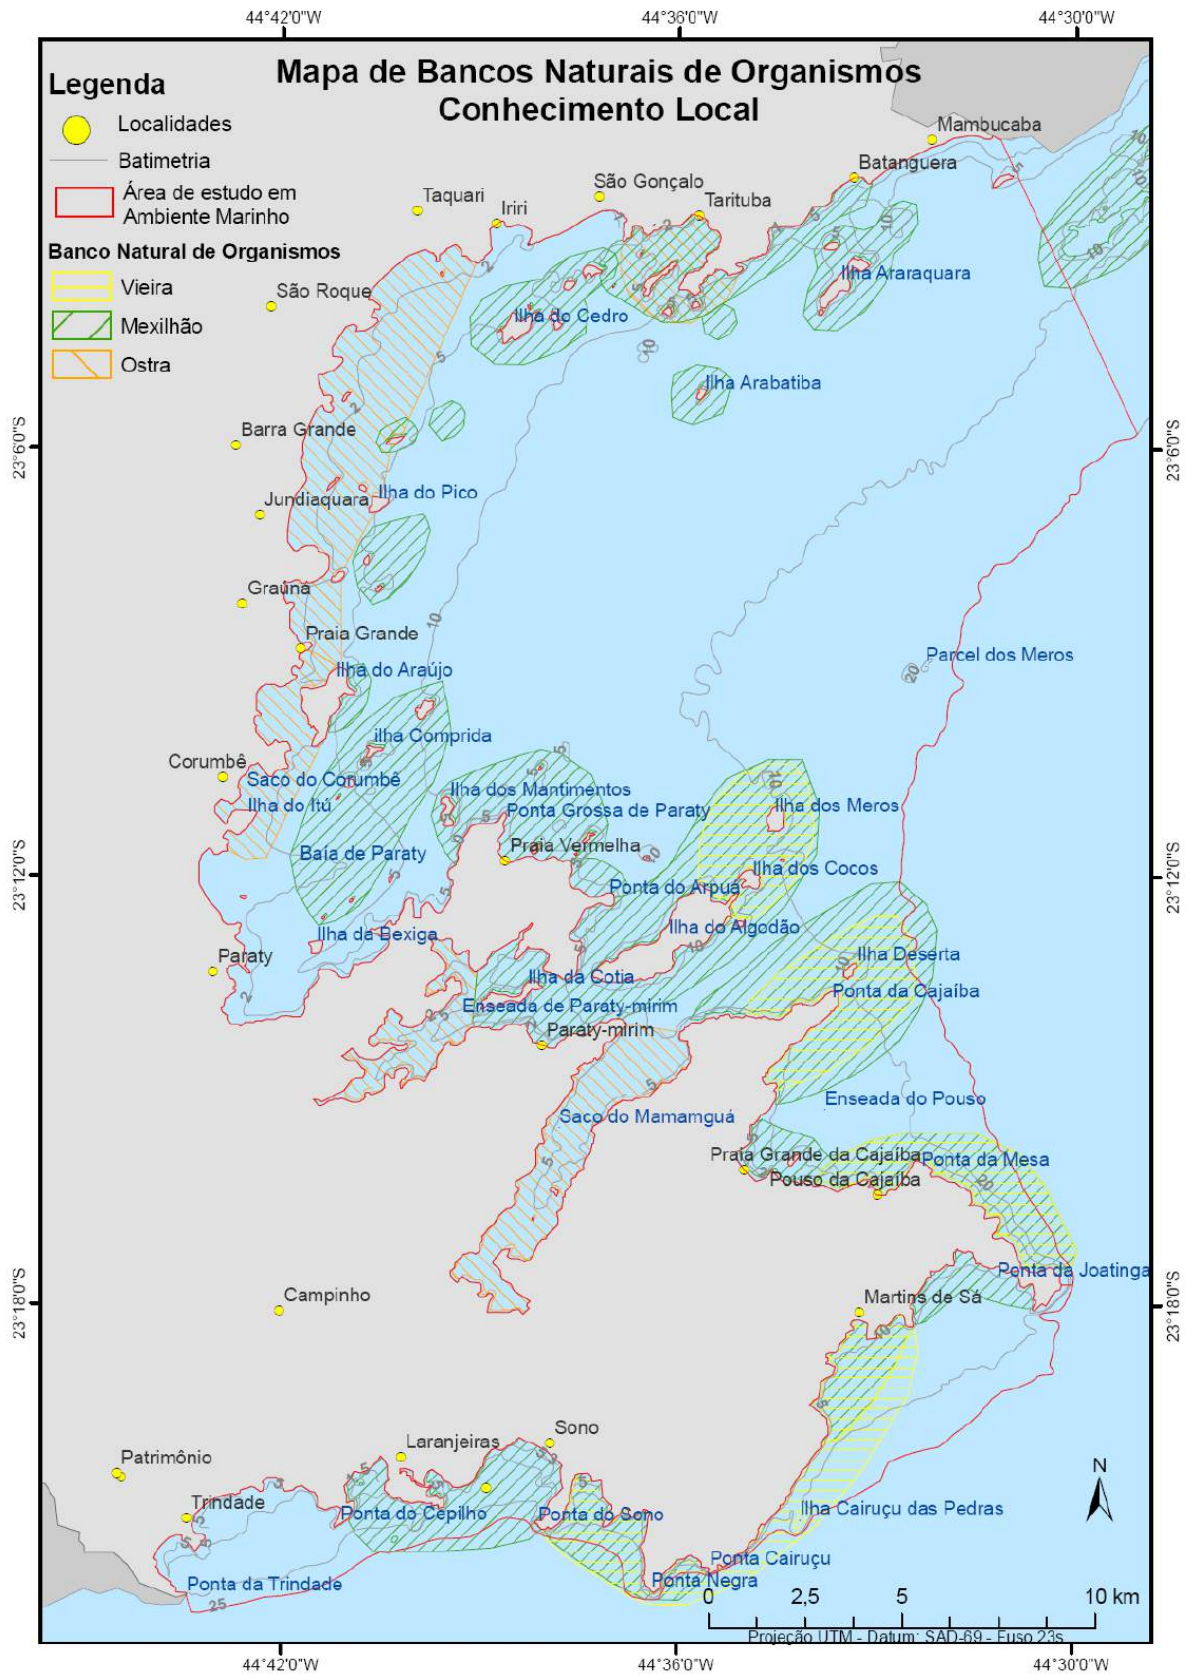 44°42'0"W
44°36'0"W
44°30'0"W
Mapa de Bancos Naturais de Organismos
Conhecimento Local
Legenda
Localidades
Batimetria
Área de estudo em
Ambiente Marinho
Banco Natural de Organismos
Vieira
Mexilhão
Ostra
Mambucaba
Batanguera
São Gonçalo
Tarituba
Taquari
Iriri
Ilha Araraquara
São Roque
Ilha do Cedro
Ilha Arabatiba
Barra Grande
23°6'0"S
23°6'0"S
Ilha do Pico
Jundiaquara
Graúna
Praia Grande
Ilha do Araújo
Parcel dos Meros
ilha Comprida
Corumbê
Saco do Corumbê
Ilha do Itú
Ilha dos Mantimentos
Ponta Grossa de Paraty
Ilha dos Meros
Praia Vermelha
Baía de Paraty
23°12'0"S
23°12'0"S
Ilha dos Cocos
Ponta do Arpuá
Ilha do Algodão
Ilha da Bexiga
Paraty
Ilha Deserta
Ilha da Cotia
Ponta da Cajaíba
Enseada de Paraty-mirim
Paraty-mirim
Enseada do Pouso
Saco do Mamamguá
Praia Grande da Cajaíba
Ponta da Mesa
Pouso da Cajaíba
Ponta da Joatinga
Campinho
Martins de Sá
23°18'0"S
23°18'0"S
Sono
Laranjeiras
Patrimônio
Trindade
Ponta do Cepilho
Ponta do Sono
Ilha Cairuçu das Pedras
N
Ponta Cairuçu
Ponta Negra
Ponta da Trindade
25
0 2,5 5 10 km
Projeção UTM - Datum: SAD-69 - Fuso 23s
44°42'0"W
44°36'0"W
44°30'0"W